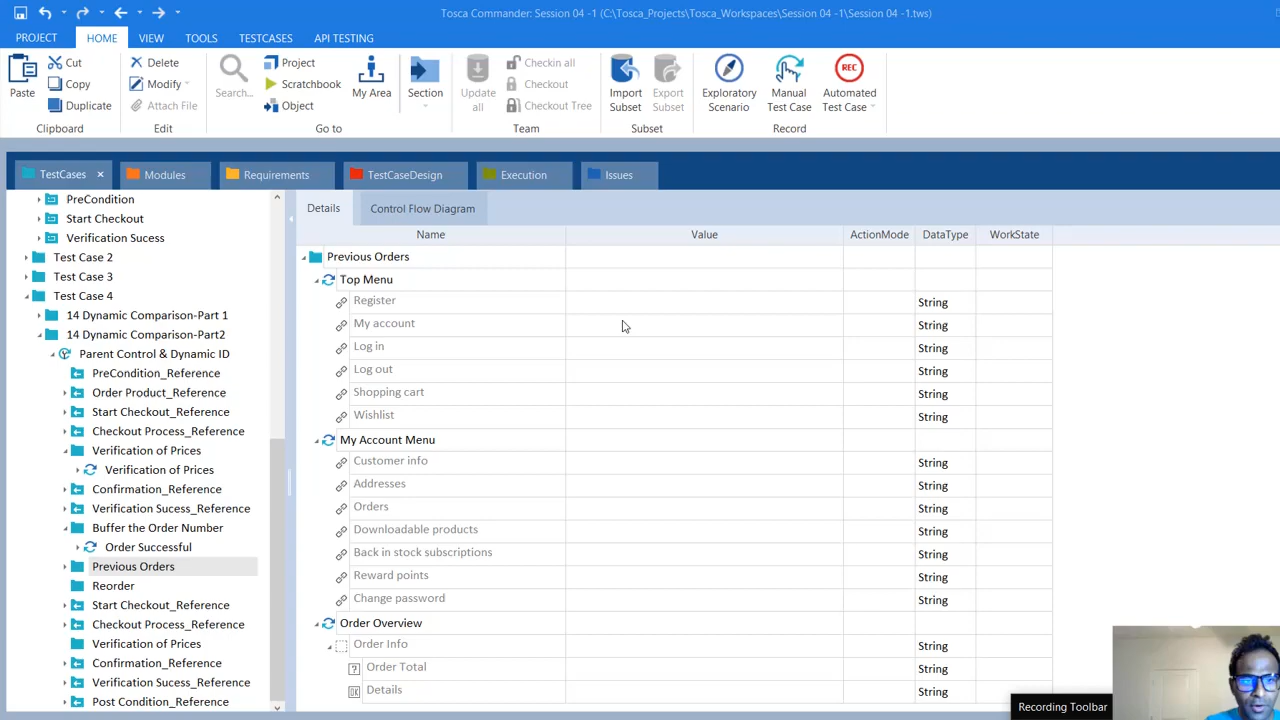 Tosca Commander: Session 04 -1 (C:\Tosca_Projects\Tosca_Workspaces\Session 04 -1\Session 04 -1.tws)
PROJECT HOME VIEW TOOLS TESTCASES API TESTING
Paste
Cut
Copy
Duplicate
Clipboard
Delete
Modify
Attach File
Edit
Search...
Project
Scratchbook
Object
My Area
Go to
Section
Update all
Checkin all
Checkout
Checkout Tree
Team
Import Subset
Export Subset
Subset
Exploratory Scenario
Manual Test Case
REC
Automated Test Case
Record
TestCases × Modules Requirements TestCaseDesign Execution Issues
PreCondition
Start Checkout
Verification Sucess
Test Case 2
Test Case 3
Test Case 4
14 Dynamic Comparison-Part 1
14 Dynamic Comparison-Part2
Parent Control & Dynamic ID
PreCondition_Reference
Order Product_Reference
Start Checkout_Reference
Checkout Process_Reference
Verification of Prices
Verification of Prices
Confirmation_Reference
Verification Sucess_Reference
Buffer the Order Number
Order Successful
Previous Orders
Reorder
Start Checkout_Reference
Checkout Process_Reference
Verification of Prices
Confirmation_Reference
Verification Sucess_Reference
Post Condition_Reference
Details Control Flow Diagram
Name Value ActionMode DataType WorkState
Previous Orders
Top Menu
Register String
My account String
Log in String
Log out String
Shopping cart String
Wishlist String
My Account Menu
Customer info String
Addresses String
Orders String
Downloadable products String
Back in stock subscriptions String
Reward points String
Change password String
Order Overview
Order Info String
? Order Total String
OK Details String
Recording Toolbar